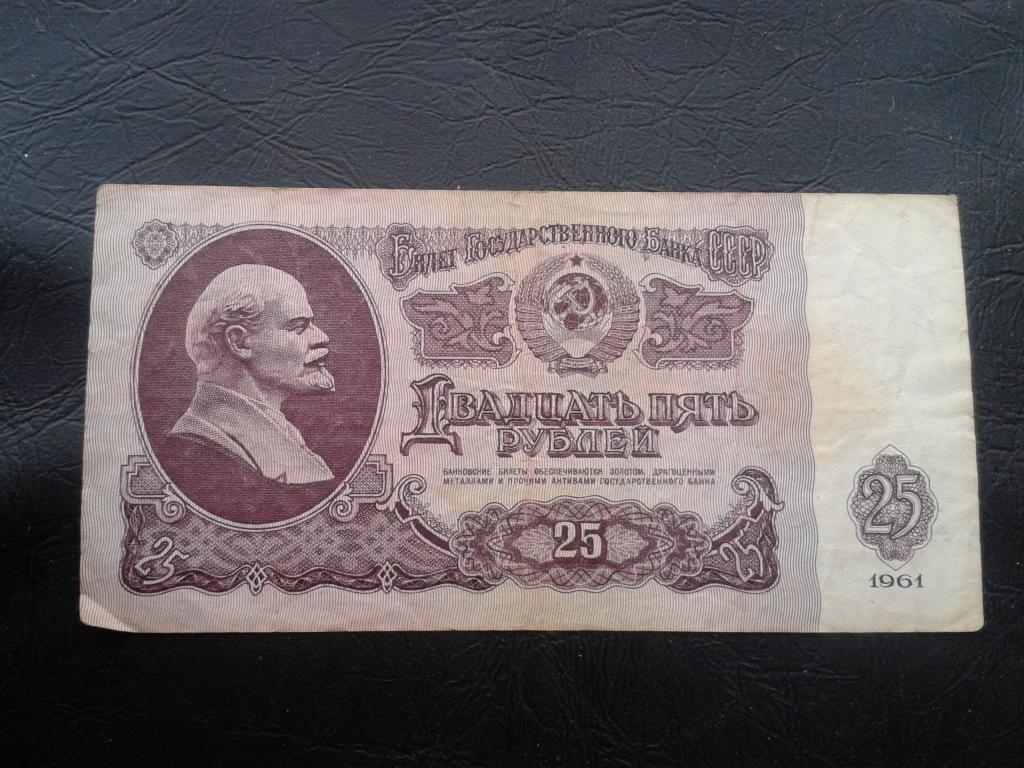 Билет Государственного Банка СССР
Двадцать пять
рублей
БАНКОВСКИЕ БИЛЕТЫ ОБЕСПЕЧИВАЮТСЯ ЗОЛОТОМ, ДРАГОЦЕННЫМИ
МЕТАЛЛАМИ И ПРОЧИМИ АКТИВАМИ ГОСУДАРСТВЕННОГО БАНКА
25
25
25
25
1961